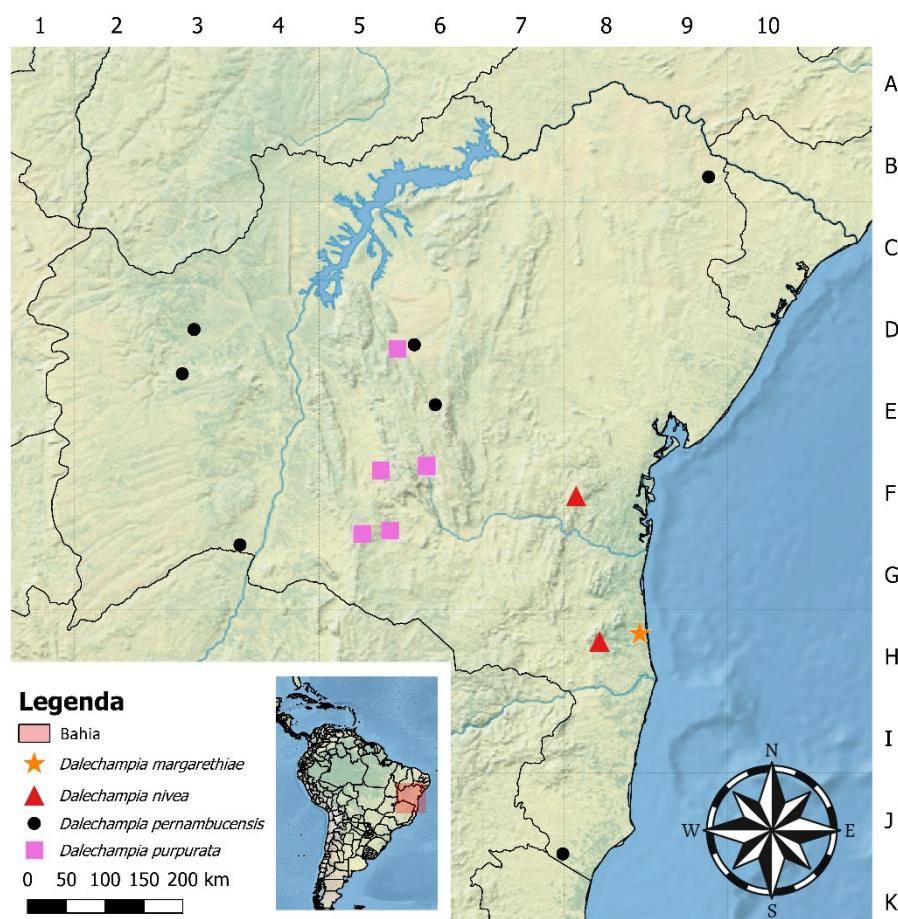 1 2 3 4 5 6 7 8 9 10
A
B
C
D
E
F
G
H
I
J
K
Legenda
Bahia
Dalechampia margarethiae
Dalechampia nivea
Dalechampia pernambucensis
Dalechampia purpurata
0 50 100 150 200 km
N
W E
S